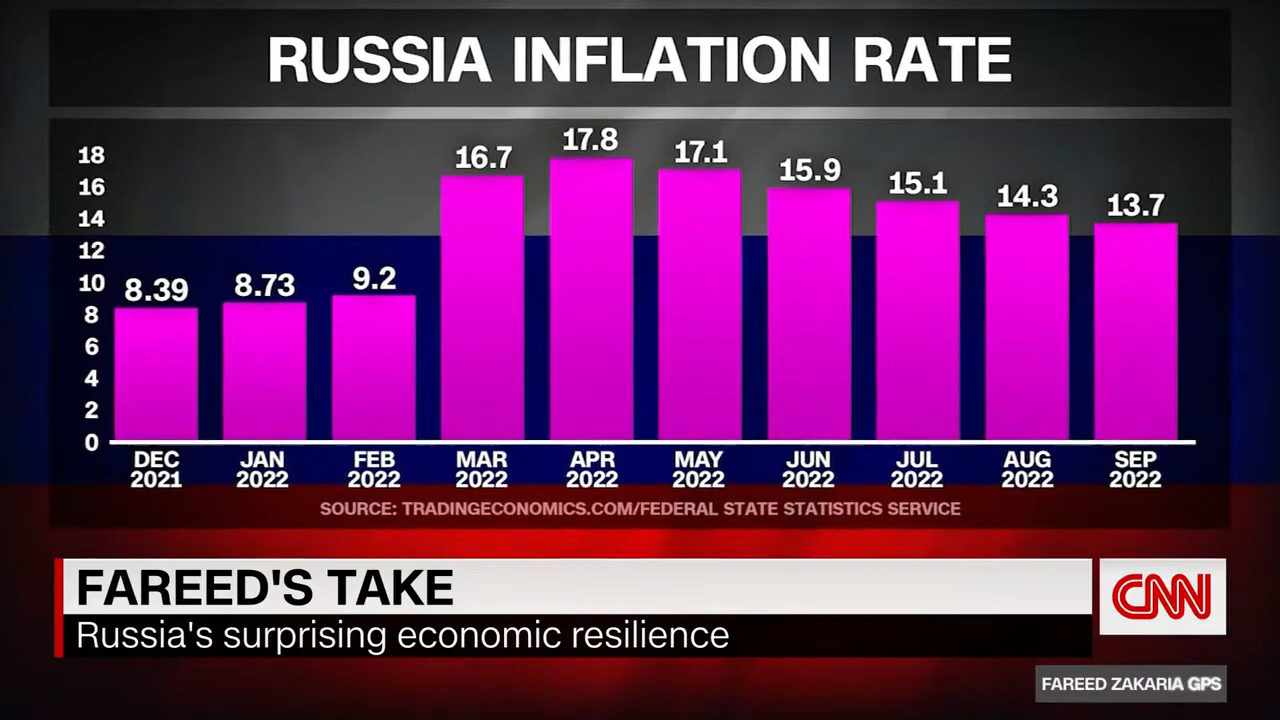 RUSSIA INFLATION RATE
18
16
14
12
10
8
6
4
2
0
8.39
8.73
9.2
16.7
17.8
17.1
15.9
15.1
14.3
13.7
DEC 2021
JAN 2022
FEB 2022
MAR 2022
APR 2022
MAY 2022
JUN 2022
JUL 2022
AUG 2022
SEP 2022
SOURCE: TRADINGECONOMICS.COM/FEDERAL STATE STATISTICS SERVICE
FAREED'S TAKE
Russia's surprising economic resilience
CNN
FAREED ZAKARIA GPS